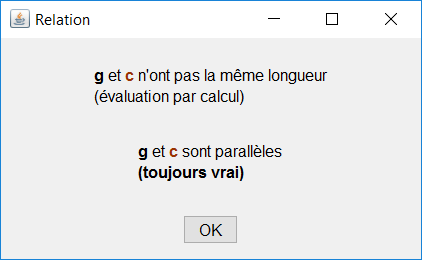 Relation
g et c n'ont pas la même longueur
(évaluation par calcul)
g et c sont parallèles
(toujours vrai)
OK